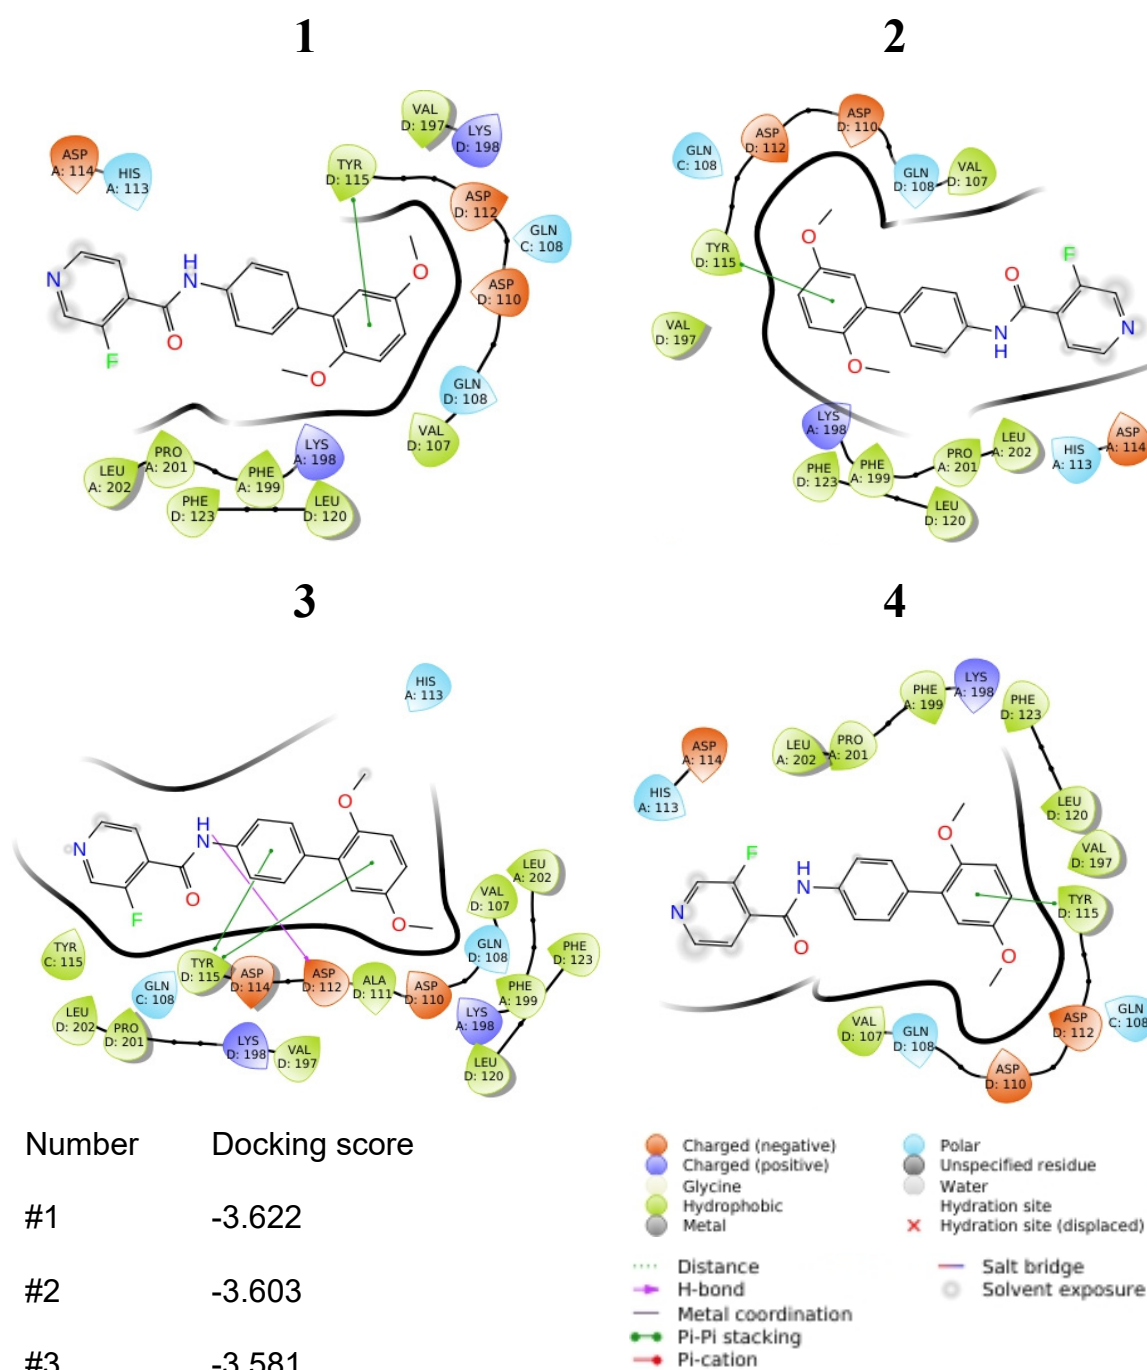 1
VAL
D: 197
LYS
D: 198
ASP
A: 114
HIS
A: 113
TYR
D: 115
ASP
D: 112
GLN
C: 108
ASP
D: 110
GLN
D: 108
VAL
D: 107
LYS
A: 198
PHE
A: 199
PRO
A: 201
LEU
A: 202
PHE
D: 123
LEU
D: 120
N
F
O
N
H
O
O
2
ASP
D: 110
ASP
D: 112
GLN
C: 108
GLN
D: 108
VAL
D: 107
TYR
D: 115
VAL
D: 197
LYS
A: 198
PHE
D: 123
PHE
A: 199
LEU
D: 120
PRO
A: 201
LEU
A: 202
HIS
A: 113
ASP
A: 114
O
O
O
N
H
F
N
3
HIS
A: 113
N
F
O
H
N
O
O
TYR
C: 115
TYR
D: 115
ASP
D: 114
ASP
D: 112
ALA
D: 111
ASP
D: 110
GLN
D: 108
VAL
D: 107
LEU
A: 202
PHE
D: 123
PHE
A: 199
LYS
A: 198
LEU
D: 120
GLN
C: 108
LEU
D: 202
PRO
D: 201
LYS
D: 198
VAL
D: 197
4
PHE
A: 199
LYS
A: 198
PHE
D: 123
LEU
A: 202
PRO
A: 201
ASP
A: 114
HIS
A: 113
LEU
D: 120
VAL
D: 197
TYR
D: 115
N
F
O
H
N
O
O
VAL
D: 107
GLN
D: 108
ASP
D: 110
ASP
D: 112
GLN
C: 108
Number Docking score
#1 -3.622
#2 -3.603
#3 -3.581
Charged (negative)
Charged (positive)
Glycine
Hydrophobic
Metal
Polar
Unspecified residue
Water
Hydration site
Hydration site (displaced)
Distance
H-bond
Metal coordination
Pi-Pi stacking
Pi-cation
Salt bridge
Solvent exposure